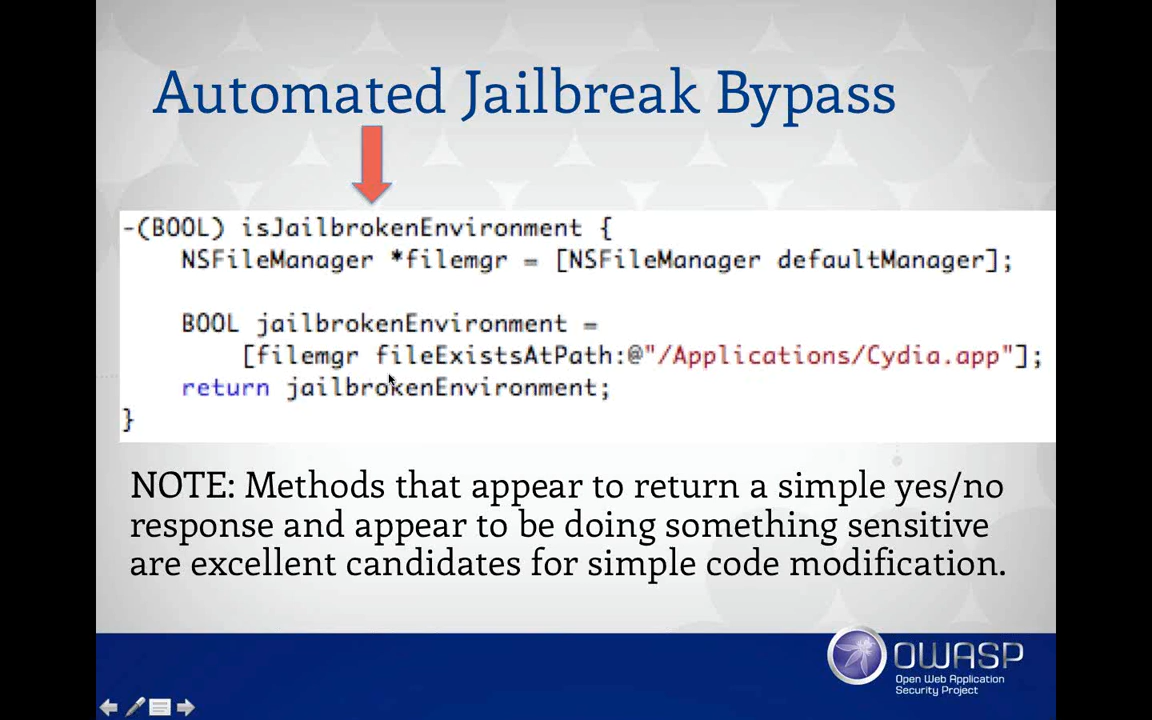 Automated Jailbreak Bypass
-(BOOL) isJailbrokenEnvironment {
NSFileManager *filemgr = [NSFileManager defaultManager];
BOOL jailbrokenEnvironment =
[filemgr fileExistsAtPath:@"/Applications/Cydia.app"];
return jailbrokenEnvironment;
}
NOTE: Methods that appear to return a simple yes/no
response and appear to be doing something sensitive
are excellent candidates for simple code modification.
OWASP
Open Web Application
Security Project